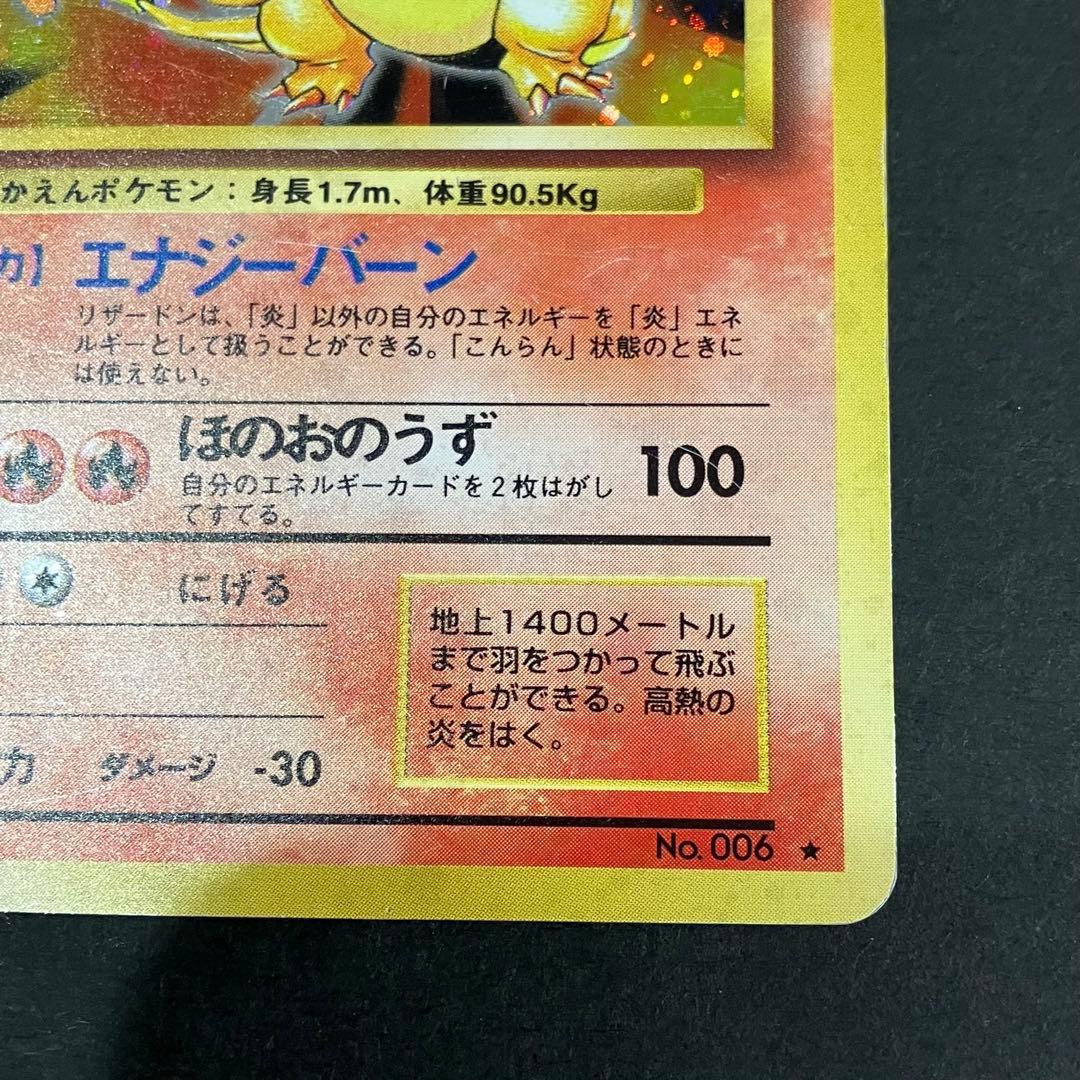 かえんポケモン：身長1.7m、体重90.5Kg
力】エナジーバーン
リザードンは、「炎」以外の自分のエネルギーを「炎」エネ
ルギーとして扱うことができる。「こんらん」状態のときに
は使えない。
ほのおのうず 100
自分のエネルギーカードを2枚はがし
てすてる。
にげる
地上1400メートル
まで羽をつかって飛ぶ
ことができる。高熱の
炎をはく。
力 ダメージ -30
No. 006 ★